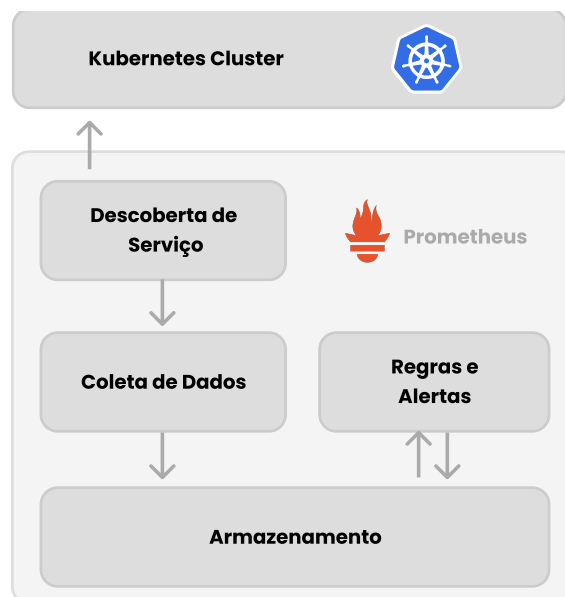 Kubernetes Cluster
Descoberta de
Serviço
Prometheus
Coleta de Dados
Regras e
Alertas
Armazenamento